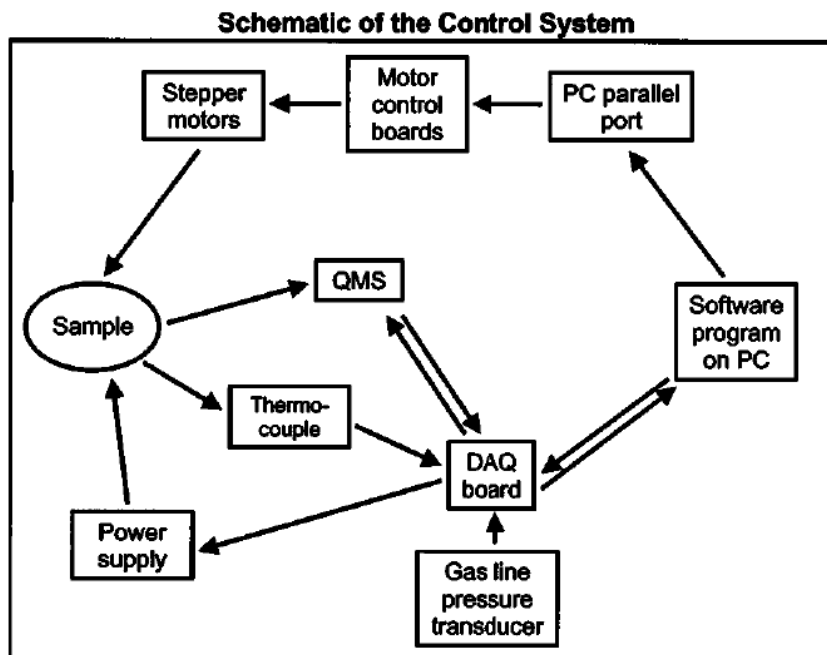 Schematic of the Control System
Stepper
motors
Motor
control
boards
PC parallel
port
Sample
QMS
Software
program
on PC
Thermo-
couple
DAQ
board
Power
supply
Gas line
pressure
transducer